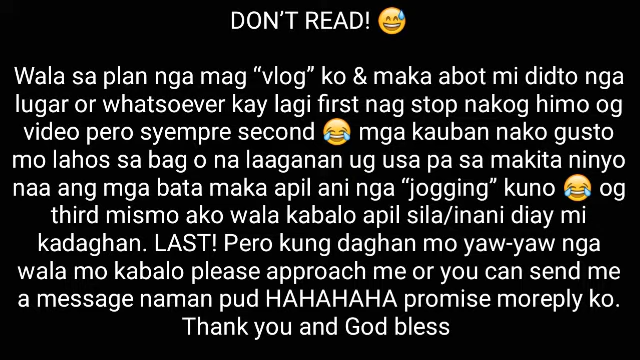 DON’T READ! 😅
Wala sa plan nga mag “vlog” ko & maka abot mi didto nga
lugar or whatsoever kay lagi first nag stop nakog himo og
video pero syempre second 😂 mga kauban nako gusto
mo lahos sa bag o na laaganan ug usa pa sa makita ninyo
naa ang mga bata maka apil ani nga “jogging” kuno 😂 og
third mismo ako wala kabalo apil sila/inani diay mi
kadaghan. LAST! Pero kung daghan mo yaw-yaw nga
wala mo kabalo please approach me or you can send me
a message naman pud HAHAHAHA promise moreply ko.
Thank you and God bless